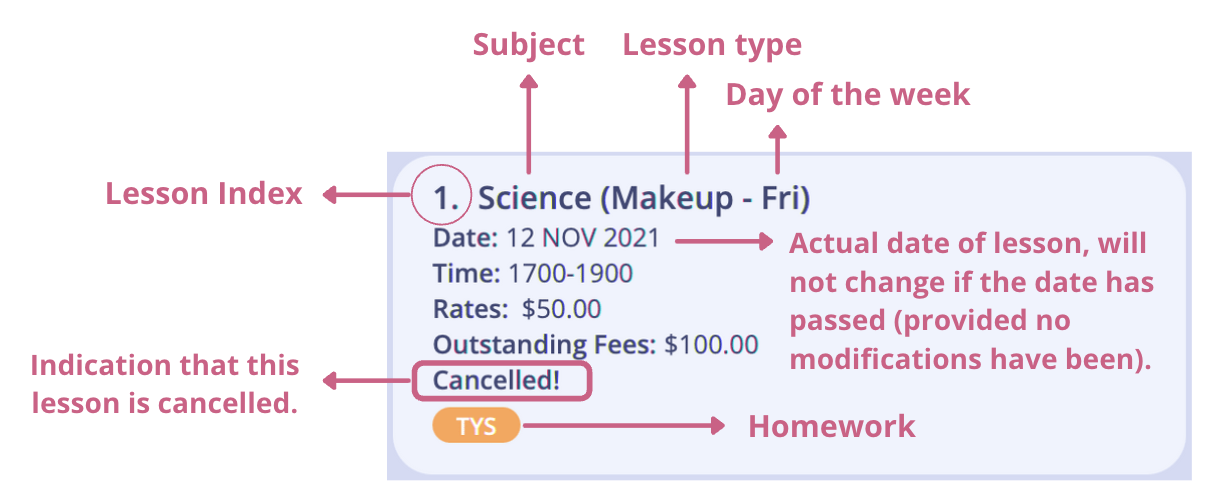 Subject
Lesson type
Day of the week
Lesson Index
1. Science (Makeup - Fri)
Date: 12 NOV 2021
Time: 1700-1900
Rates: $50.00
Outstanding Fees: $100.00
Cancelled!
TYS
Actual date of lesson, will
not change if the date has
passed (provided no
modifications have been).
Indication that this
lesson is cancelled.
Homework